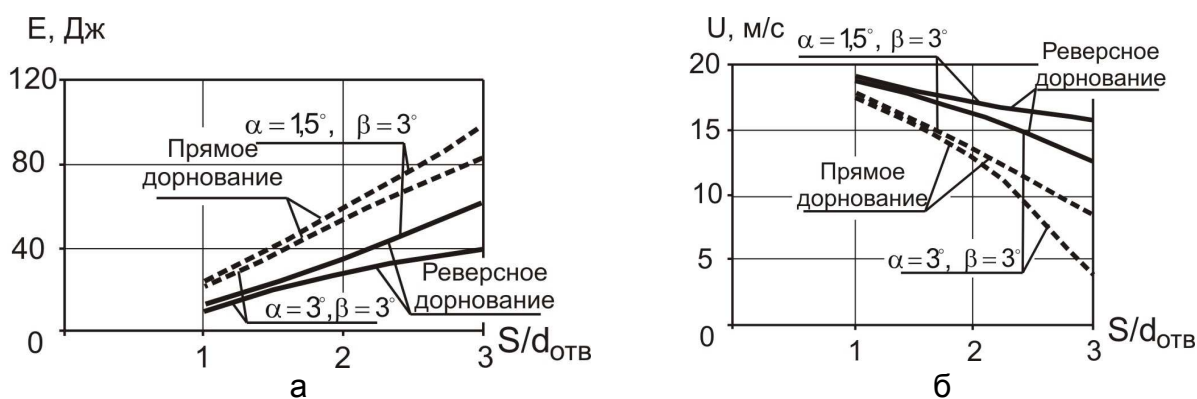 E, Дж
120
80
40
0
1
2
3
S/dотв
α = 1,5°, β = 3°
Прямое
дорнование
Реверсное
дорнование
α = 3°, β = 3°
а
U, м/с
20
15
10
5
0
1
2
3
S/dотв
α = 1,5°, β = 3°
Реверсное
дорнование
Прямое
дорнование
α = 3°, β = 3°
б